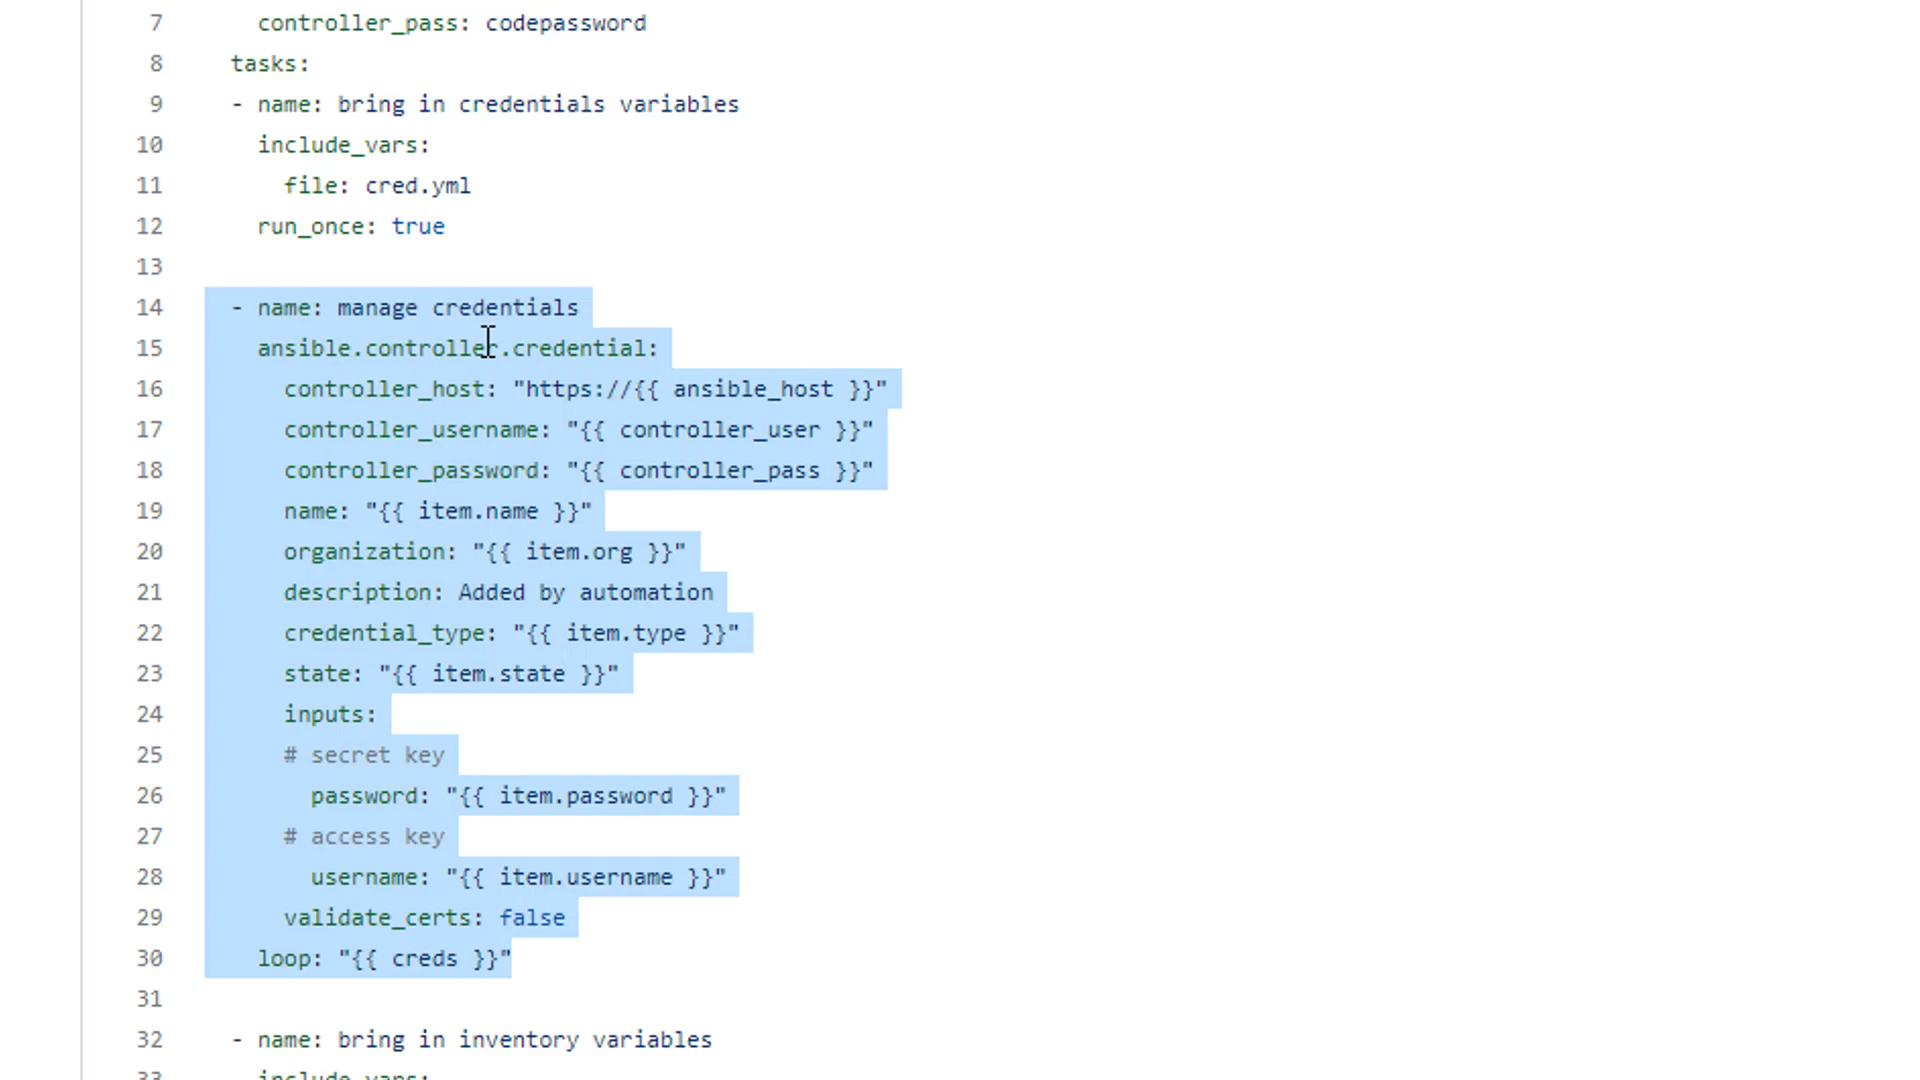 7 controller_pass: codepassword
8 tasks:
9 - name: bring in credentials variables
10 include_vars:
11 file: cred.yml
12 run_once: true
13
14 - name: manage credentials
15 ansible.controller.credential:
16 controller_host: "https://{{ ansible_host }}"
17 controller_username: "{{ controller_user }}"
18 controller_password: "{{ controller_pass }}"
19 name: "{{ item.name }}"
20 organization: "{{ item.org }}"
21 description: Added by automation
22 credential_type: "{{ item.type }}"
23 state: "{{ item.state }}"
24 inputs:
25 # secret key
26 password: "{{ item.password }}"
27 # access key
28 username: "{{ item.username }}"
29 validate_certs: false
30 loop: "{{ creds }}"
31
32 - name: bring in inventory variables
33 include_vars: